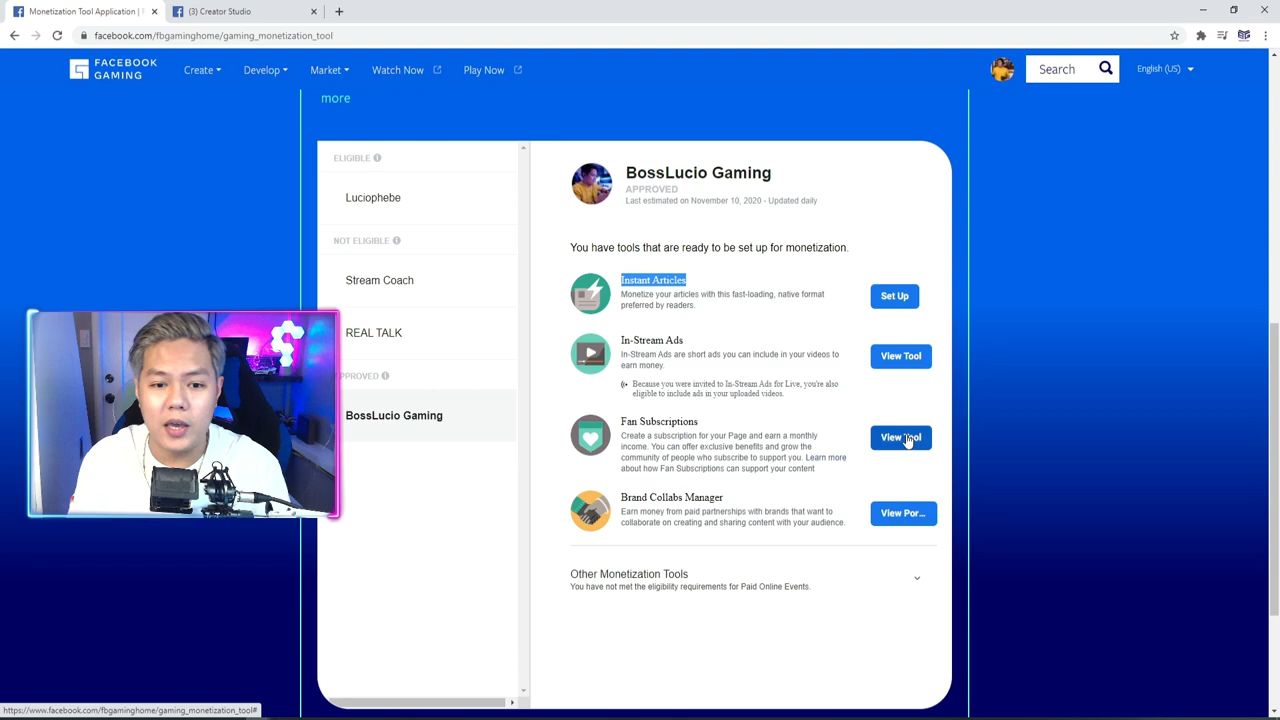 Monetization Tool Application |
(3) Creator Studio
facebook.com/fbgaminghome/gaming_monetization_tool
FACEBOOK
GAMING
Create
Develop
Market
Watch Now
Play Now
Search
English (US)
more
ELIGIBLE
Luciophebe
NOT ELIGIBLE
Stream Coach
REAL TALK
PPROVED
BossLucio Gaming
BossLucio Gaming
APPROVED
Last estimated on November 10, 2020 - Updated daily
You have tools that are ready to be set up for monetization.
Instant Articles
Monetize your articles with this fast-loading, native format
preferred by readers.
Set Up
In-Stream Ads
In-Stream Ads are short ads you can include in your videos to
earn money.
Because you were invited to In-Stream Ads for Live, you're also
eligible to include ads in your uploaded videos.
View Tool
Fan Subscriptions
Create a subscription for your Page and earn a monthly
income. You can offer exclusive benefits and grow the
community of people who subscribe to support you. Learn more
about how Fan Subscriptions can support your content
View Tool
Brand Collabs Manager
Earn money from paid partnerships with brands that want to
collaborate on creating and sharing content with your audience.
View Por...
Other Monetization Tools
You have not met the eligibility requirements for Paid Online Events.
https://www.facebook.com/fbgaminghome/gaming_monetization_tool#